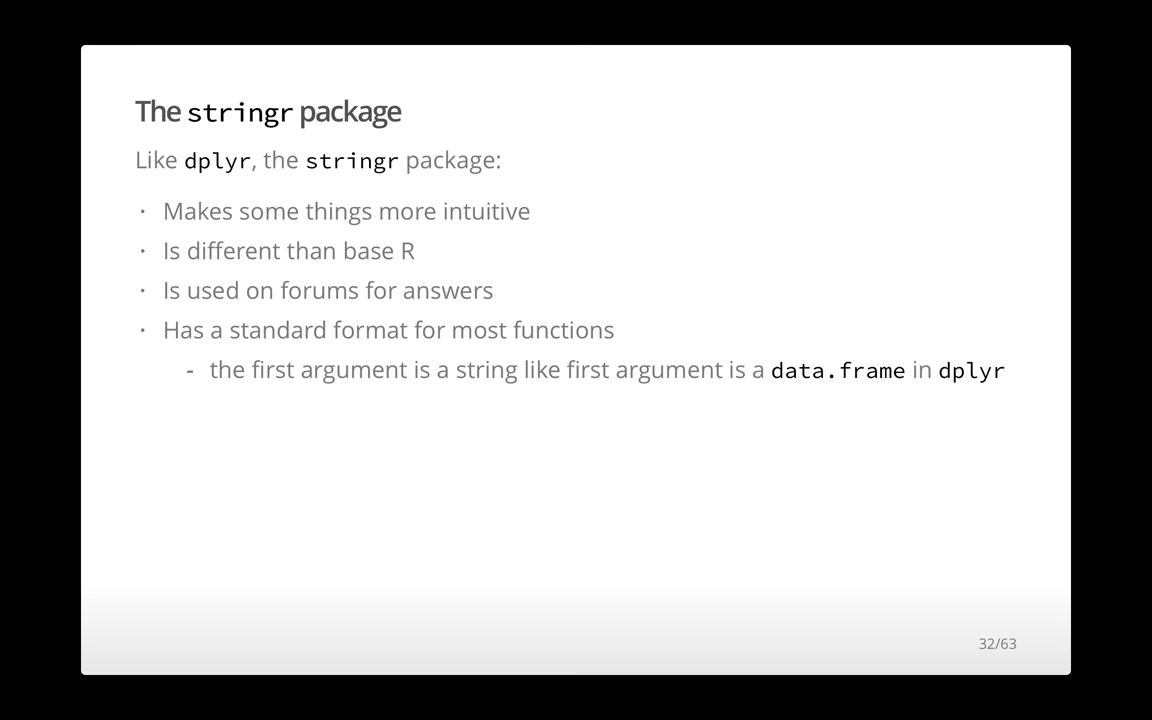 The stringr package
Like dplyr, the stringr package:
· Makes some things more intuitive
· Is different than base R
· Is used on forums for answers
· Has a standard format for most functions
- the first argument is a string like first argument is a data.frame in dplyr
32/63